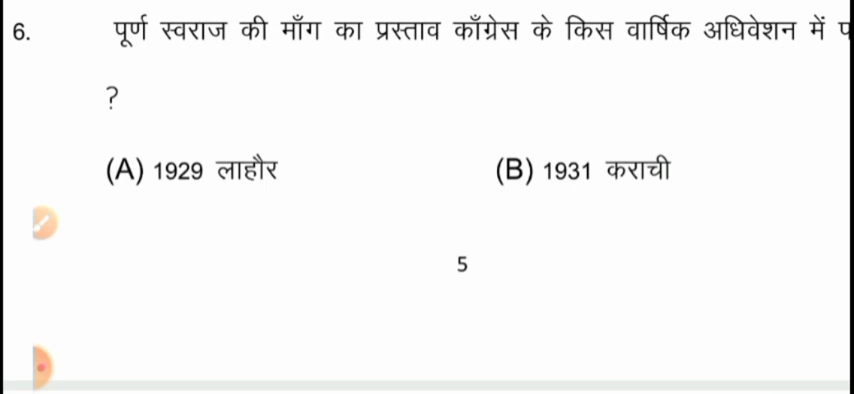 6. पूर्ण स्वराज की माँग का प्रस्ताव काँग्रेस के किस वार्षिक अधिवेशन में
?
(A) 1929 लाहौर (B) 1931 कराची
5